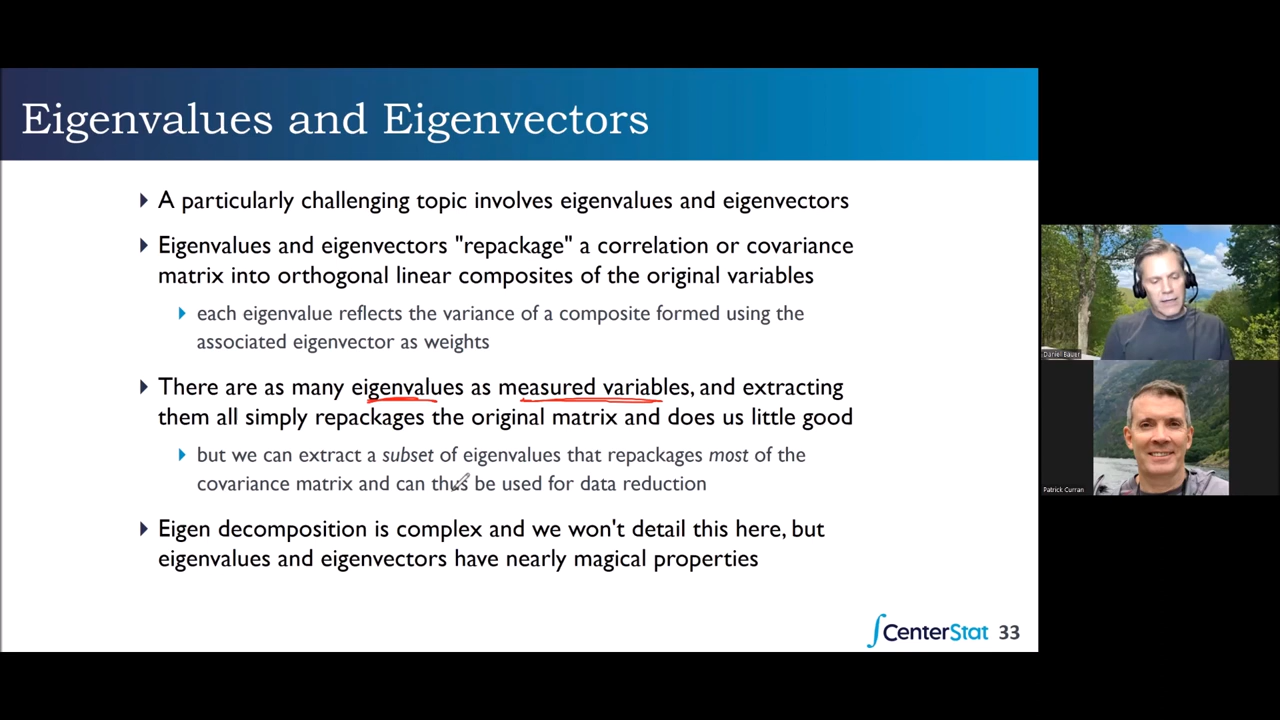 Eigenvalues and Eigenvectors
A particularly challenging topic involves eigenvalues and eigenvectors
Eigenvalues and eigenvectors "repackage" a correlation or covariance
matrix into orthogonal linear composites of the original variables
each eigenvalue reflects the variance of a composite formed using the
associated eigenvector as weights
There are as many eigenvalues as measured variables, and extracting
them all simply repackages the original matrix and does us little good
but we can extract a subset of eigenvalues that repackages most of the
covariance matrix and can thus be used for data reduction
Eigen decomposition is complex and we won't detail this here, but
eigenvalues and eigenvectors have nearly magical properties
CenterStat 33
Daniel Bauer
Patrick Curran